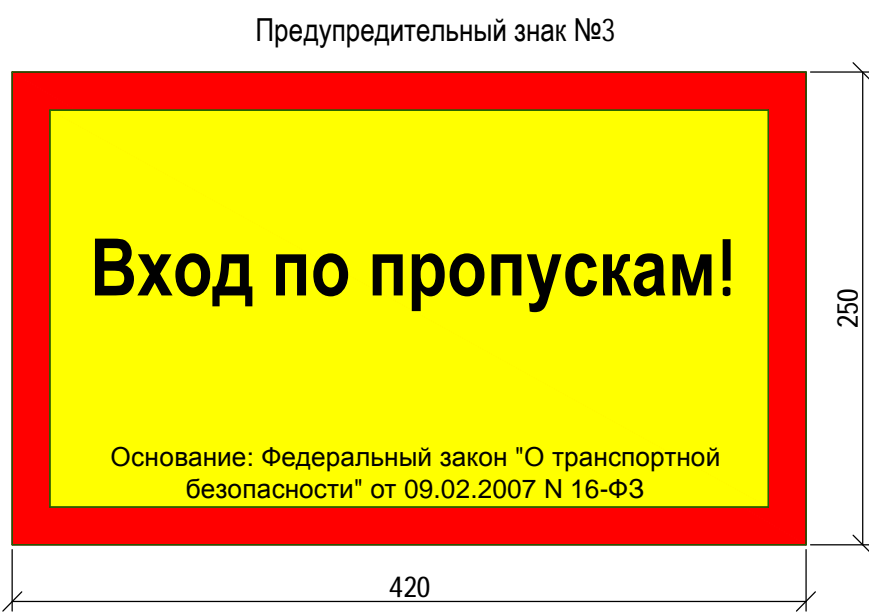 Предупредительный знак №3
Вход по пропускам!
250
Основание: Федеральный закон "О транспортной
безопасности" от 09.02.2007 N 16-ФЗ
420